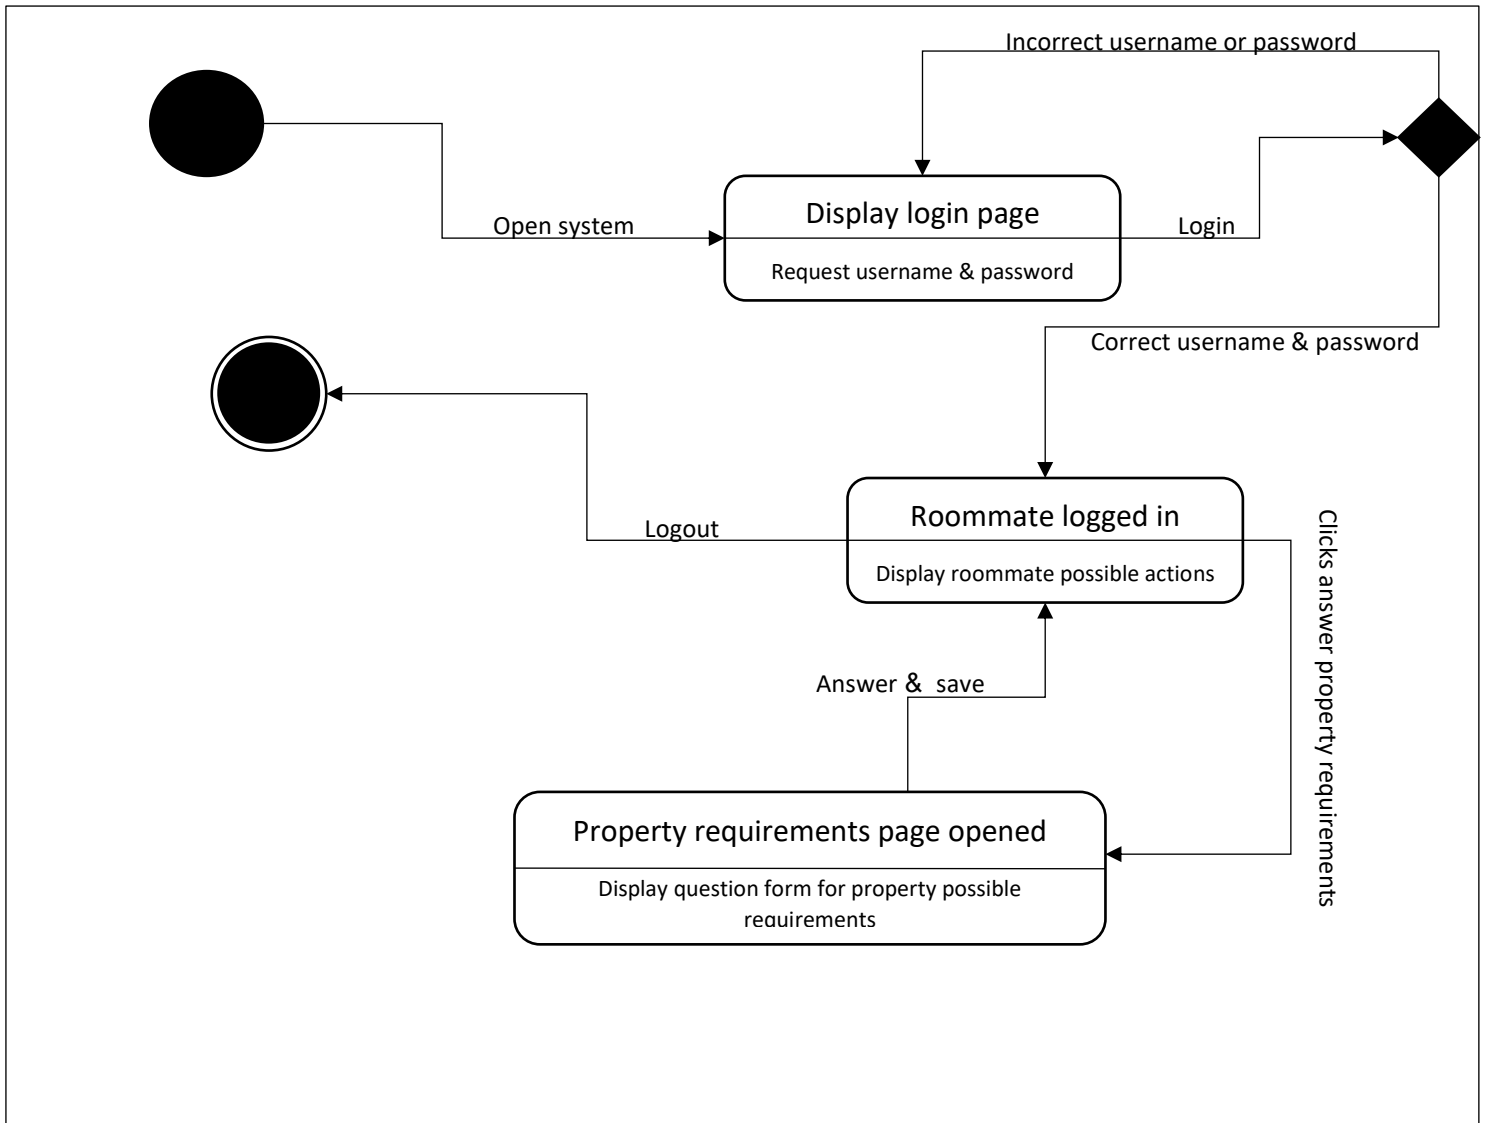 Incorrect username or password
Display login page
Open system
Login
Request username & password
Correct username & password
Roommate logged in
Logout
Display roommate possible actions
Clicks answer property requirements
Answer & save
Property requirements page opened
Display question form for property possible
requirements